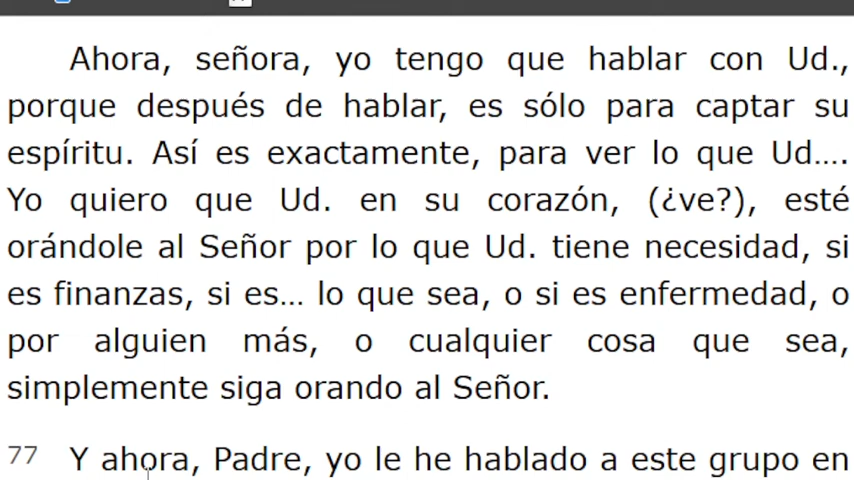 Ahora, señora, yo tengo que hablar con Ud.,
porque después de hablar, es sólo para captar su
espíritu. Así es exactamente, para ver lo que Ud....
Yo quiero que Ud. en su corazón, (¿ve?), esté
orándole al Señor por lo que Ud. tiene necesidad, si
es finanzas, si es... lo que sea, o si es enfermedad, o
por alguien más, o cualquier cosa que sea,
simplemente siga orando al Señor.
77 Y ahora, Padre, yo le he hablado a este grupo en